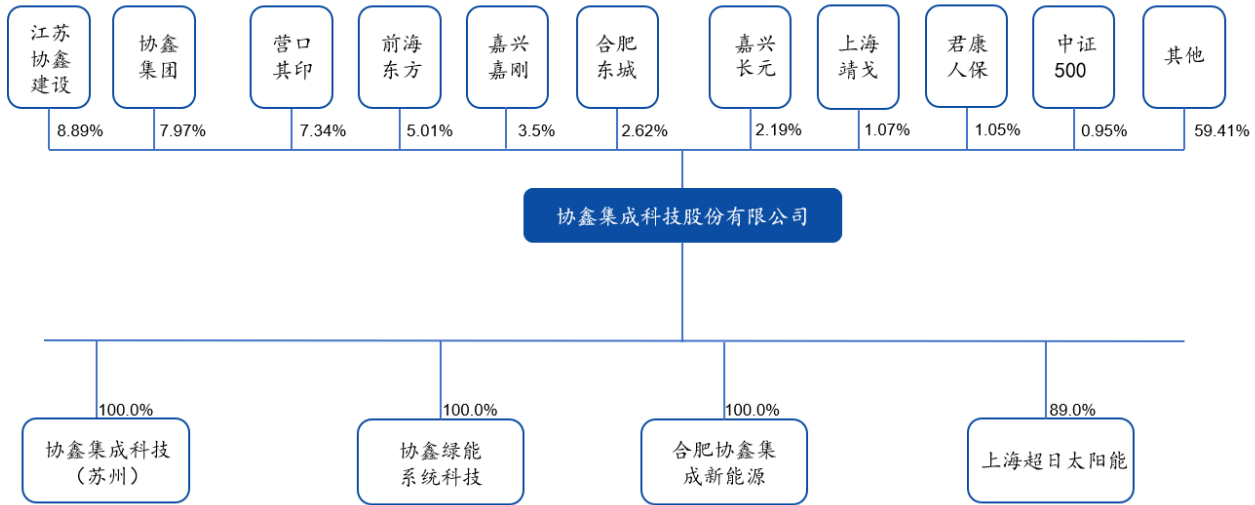 江苏
协鑫
建设
协鑫
集团
营口
其印
前海
东方
嘉兴
嘉刚
合肥
东城
嘉兴
长元
上海
靖戈
君康
人保
中证
500
其他
8.89%
7.97%
7.34%
5.01%
3.5%
2.62%
2.19%
1.07%
1.05%
0.95%
59.41%
协鑫集成科技股份有限公司
100.0%
100.0%
100.0%
89.0%
协鑫集成科技
（苏州）
协鑫绿能
系统科技
合肥协鑫集
成新能源
上海超日太阳能